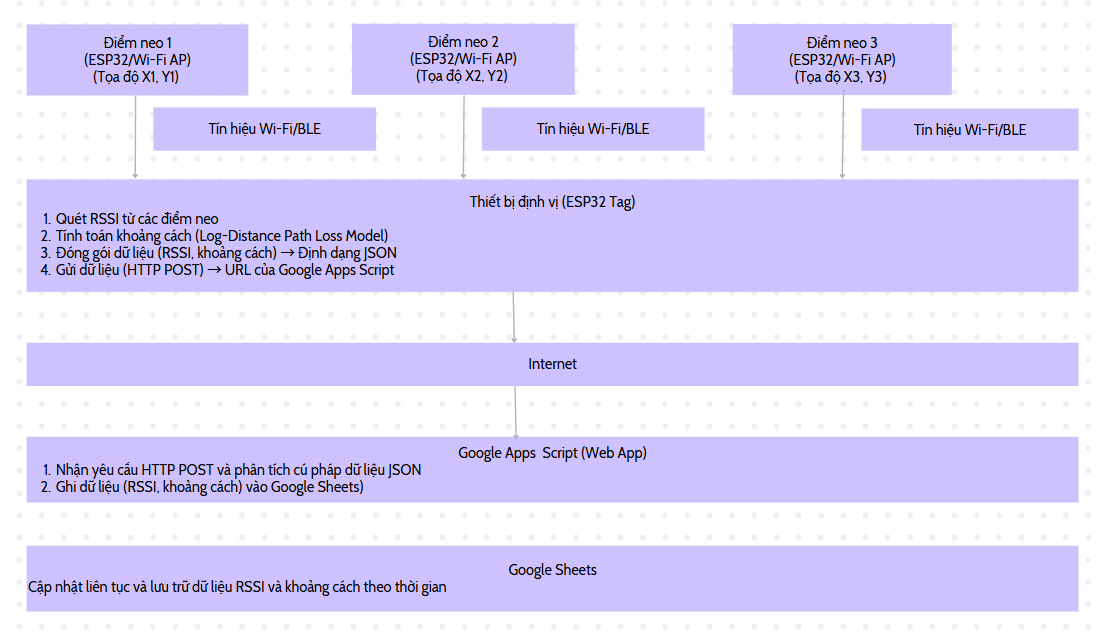 Điểm neo 1
(ESP32/Wi-Fi AP)
(Tọa độ X1, Y1)
Điểm neo 2
(ESP32/Wi-Fi AP)
(Tọa độ X2, Y2)
Điểm neo 3
(ESP32/Wi-Fi AP)
(Tọa độ X3, Y3)
Tín hiệu Wi-Fi/BLE
Tín hiệu Wi-Fi/BLE
Tín hiệu Wi-Fi/BLE
Thiết bị định vị (ESP32 Tag)
1. Quét RSSI từ các điểm neo
2. Tính toán khoảng cách (Log-Distance Path Loss Model)
3. Đóng gói dữ liệu (RSSI, khoảng cách) → Định dạng JSON
4. Gửi dữ liệu (HTTP POST) → URL của Google Apps Script
Internet
Google Apps Script (Web App)
1. Nhận yêu cầu HTTP POST và phân tích cú pháp dữ liệu JSON
2. Ghi dữ liệu (RSSI, khoảng cách) vào Google Sheets)
Google Sheets
Cập nhật liên tục và lưu trữ dữ liệu RSSI và khoảng cách theo thời gian